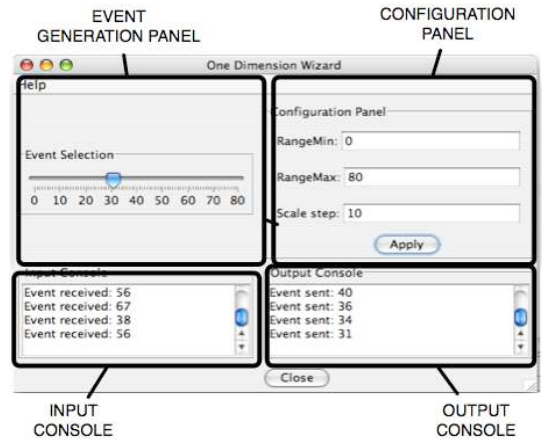 EVENT
GENERATION PANEL
CONFIGURATION
PANEL
One Dimension Wizard
Help
Configuration Panel
RangeMin: 0
Event Selection
RangeMax: 80
0 10 20 30 40 50 60 70 80
Scale step: 10
Apply
Input Console
Output Console
Event received: 56
Event received: 67
Event received: 38
Event received: 56
Event sent: 40
Event sent: 36
Event sent: 34
Event sent: 31
Close
INPUT
CONSOLE
OUTPUT
CONSOLE